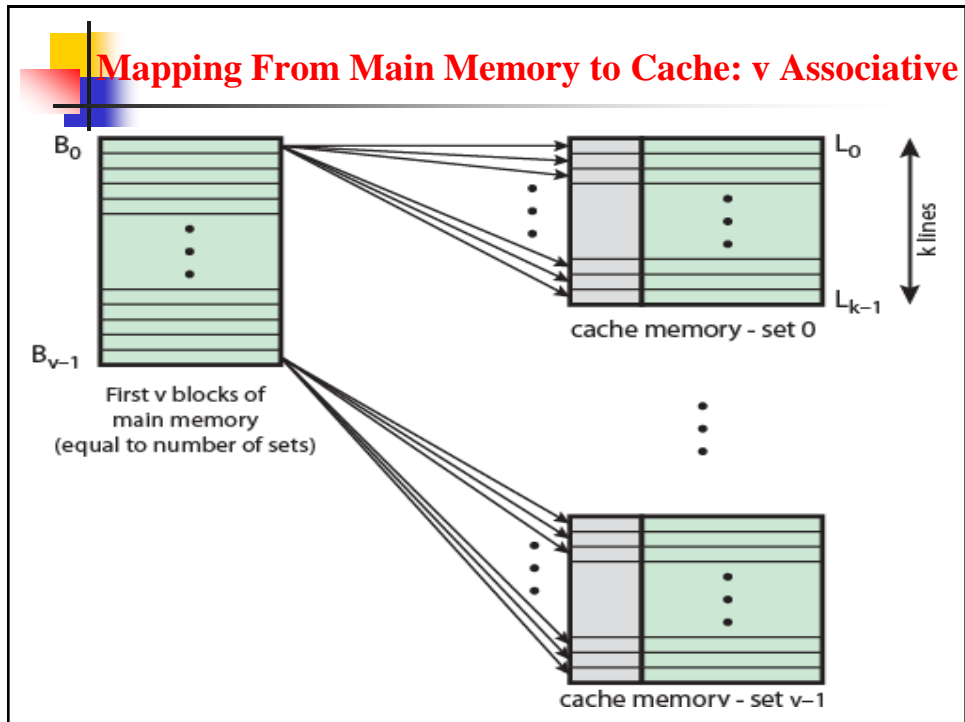 Mapping From Main Memory to Cache: v Associative
B₀
L₀
k lines
Lₖ₋₁
cache memory - set 0
Bᵥ₋₁
First v blocks of
main memory
(equal to number of sets)
cache memory - set v–1